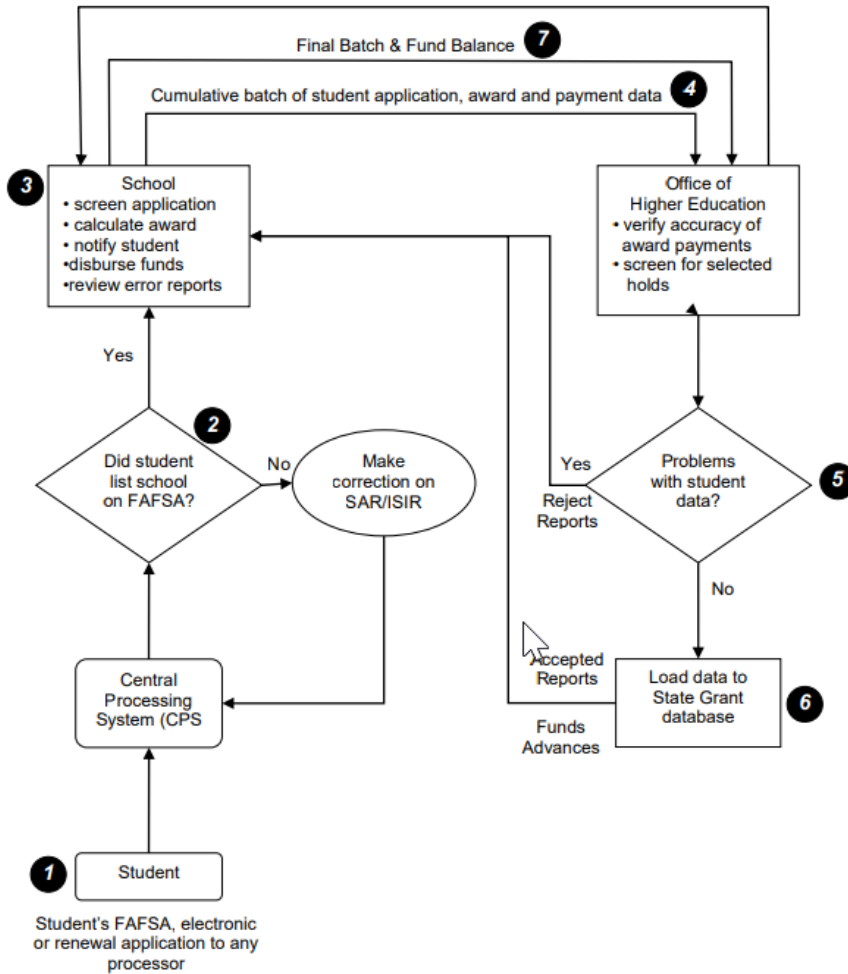 Final Batch & Fund Balance
7
Cumulative batch of student application, award and payment data
4
3
School
• screen application
• calculate award
• notify student
•disburse funds
•review error reports
Office of
Higher Education
• verify accuracy of
award payments
• screen for selected
holds
Yes
2
Did student
list school
on FAFSA?
No
Make
correction on
SAR/ISIR
Yes
Reject
Reports
Problems
with student
data?
5
No
Central
Processing
System (CPS
Accepted
Reports
Funds
Advances
Load data to
State Grant
database
6
1
Student
Student's FAFSA, electronic
or renewal application to any
processor